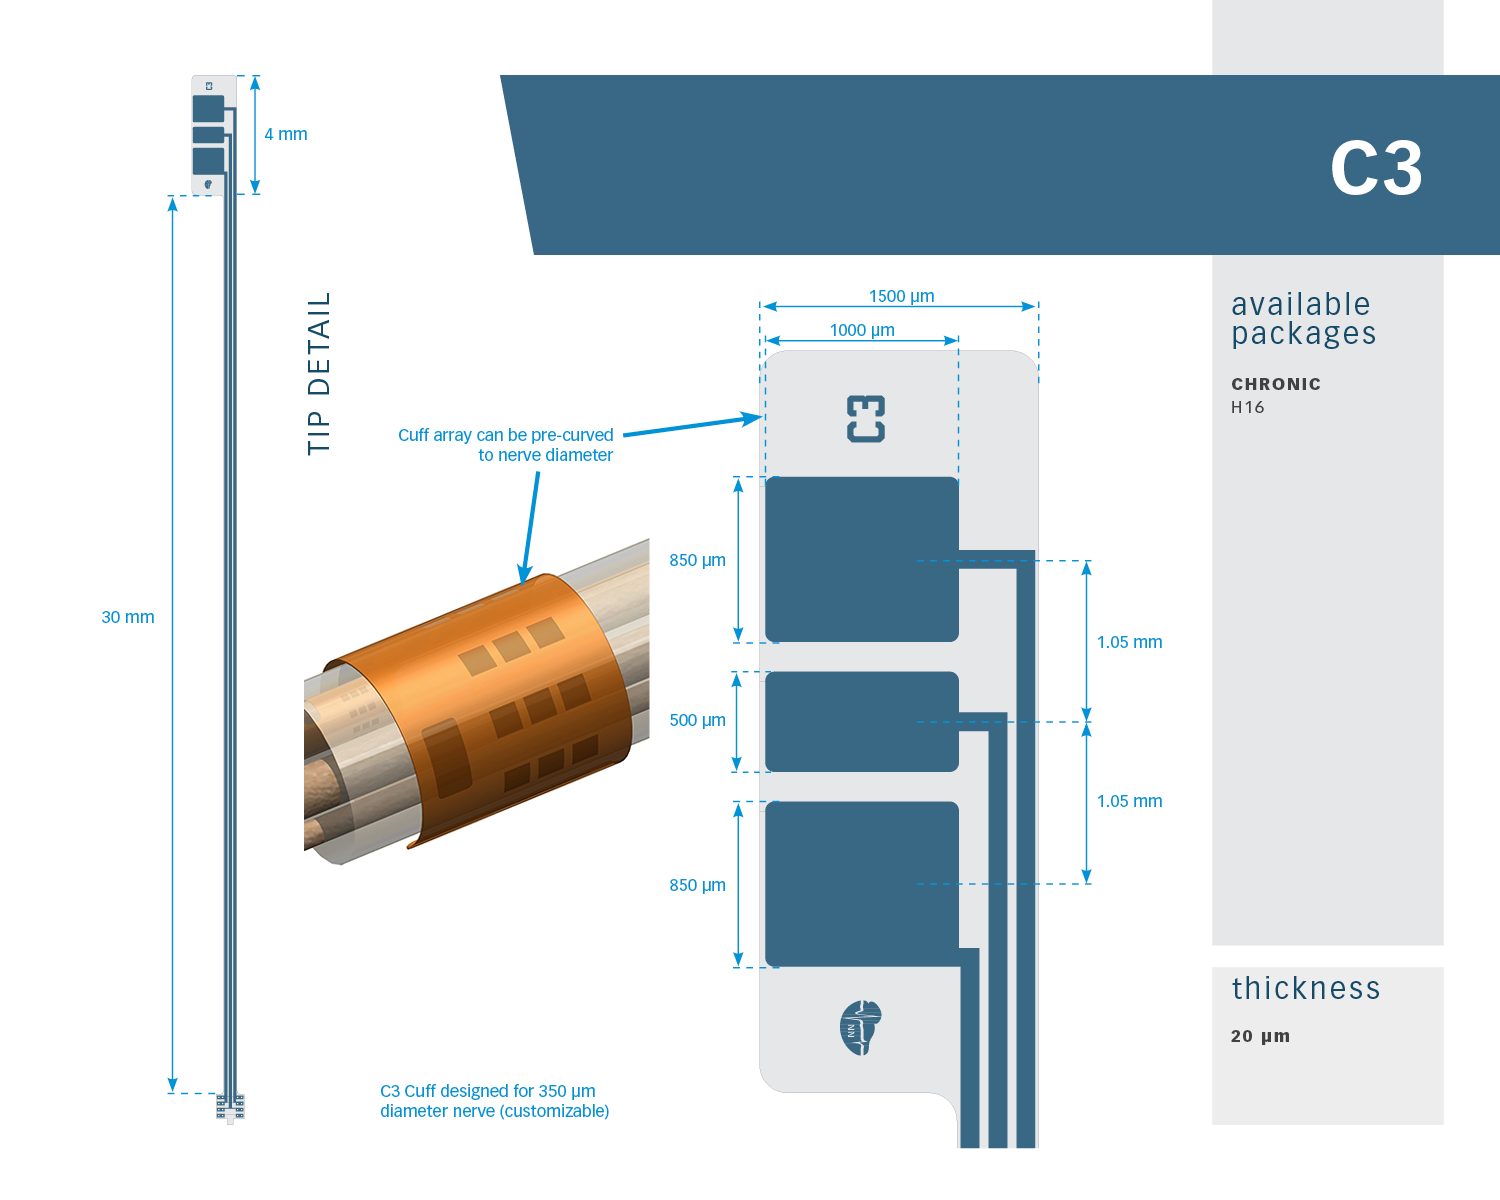 C3
C3
4 mm
30 mm
TIP DETAIL
1500 µm
1000 µm
C3
Cuff array can be pre-curved
to nerve diameter
850 µm
500 µm
850 µm
1.05 mm
1.05 mm
NN
C3 Cuff designed for 350 µm
diameter nerve (customizable)
available
packages
CHRONIC
H16
thickness
20 µm